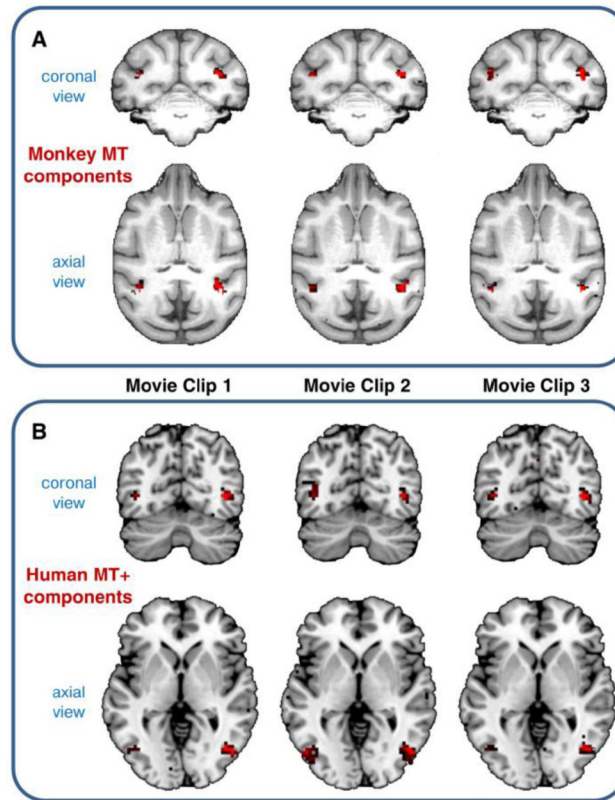 A
coronal
view
Monkey MT
components
axial
view
Movie Clip 1
Movie Clip 2
Movie Clip 3
B
coronal
view
Human MT+
components
axial
view